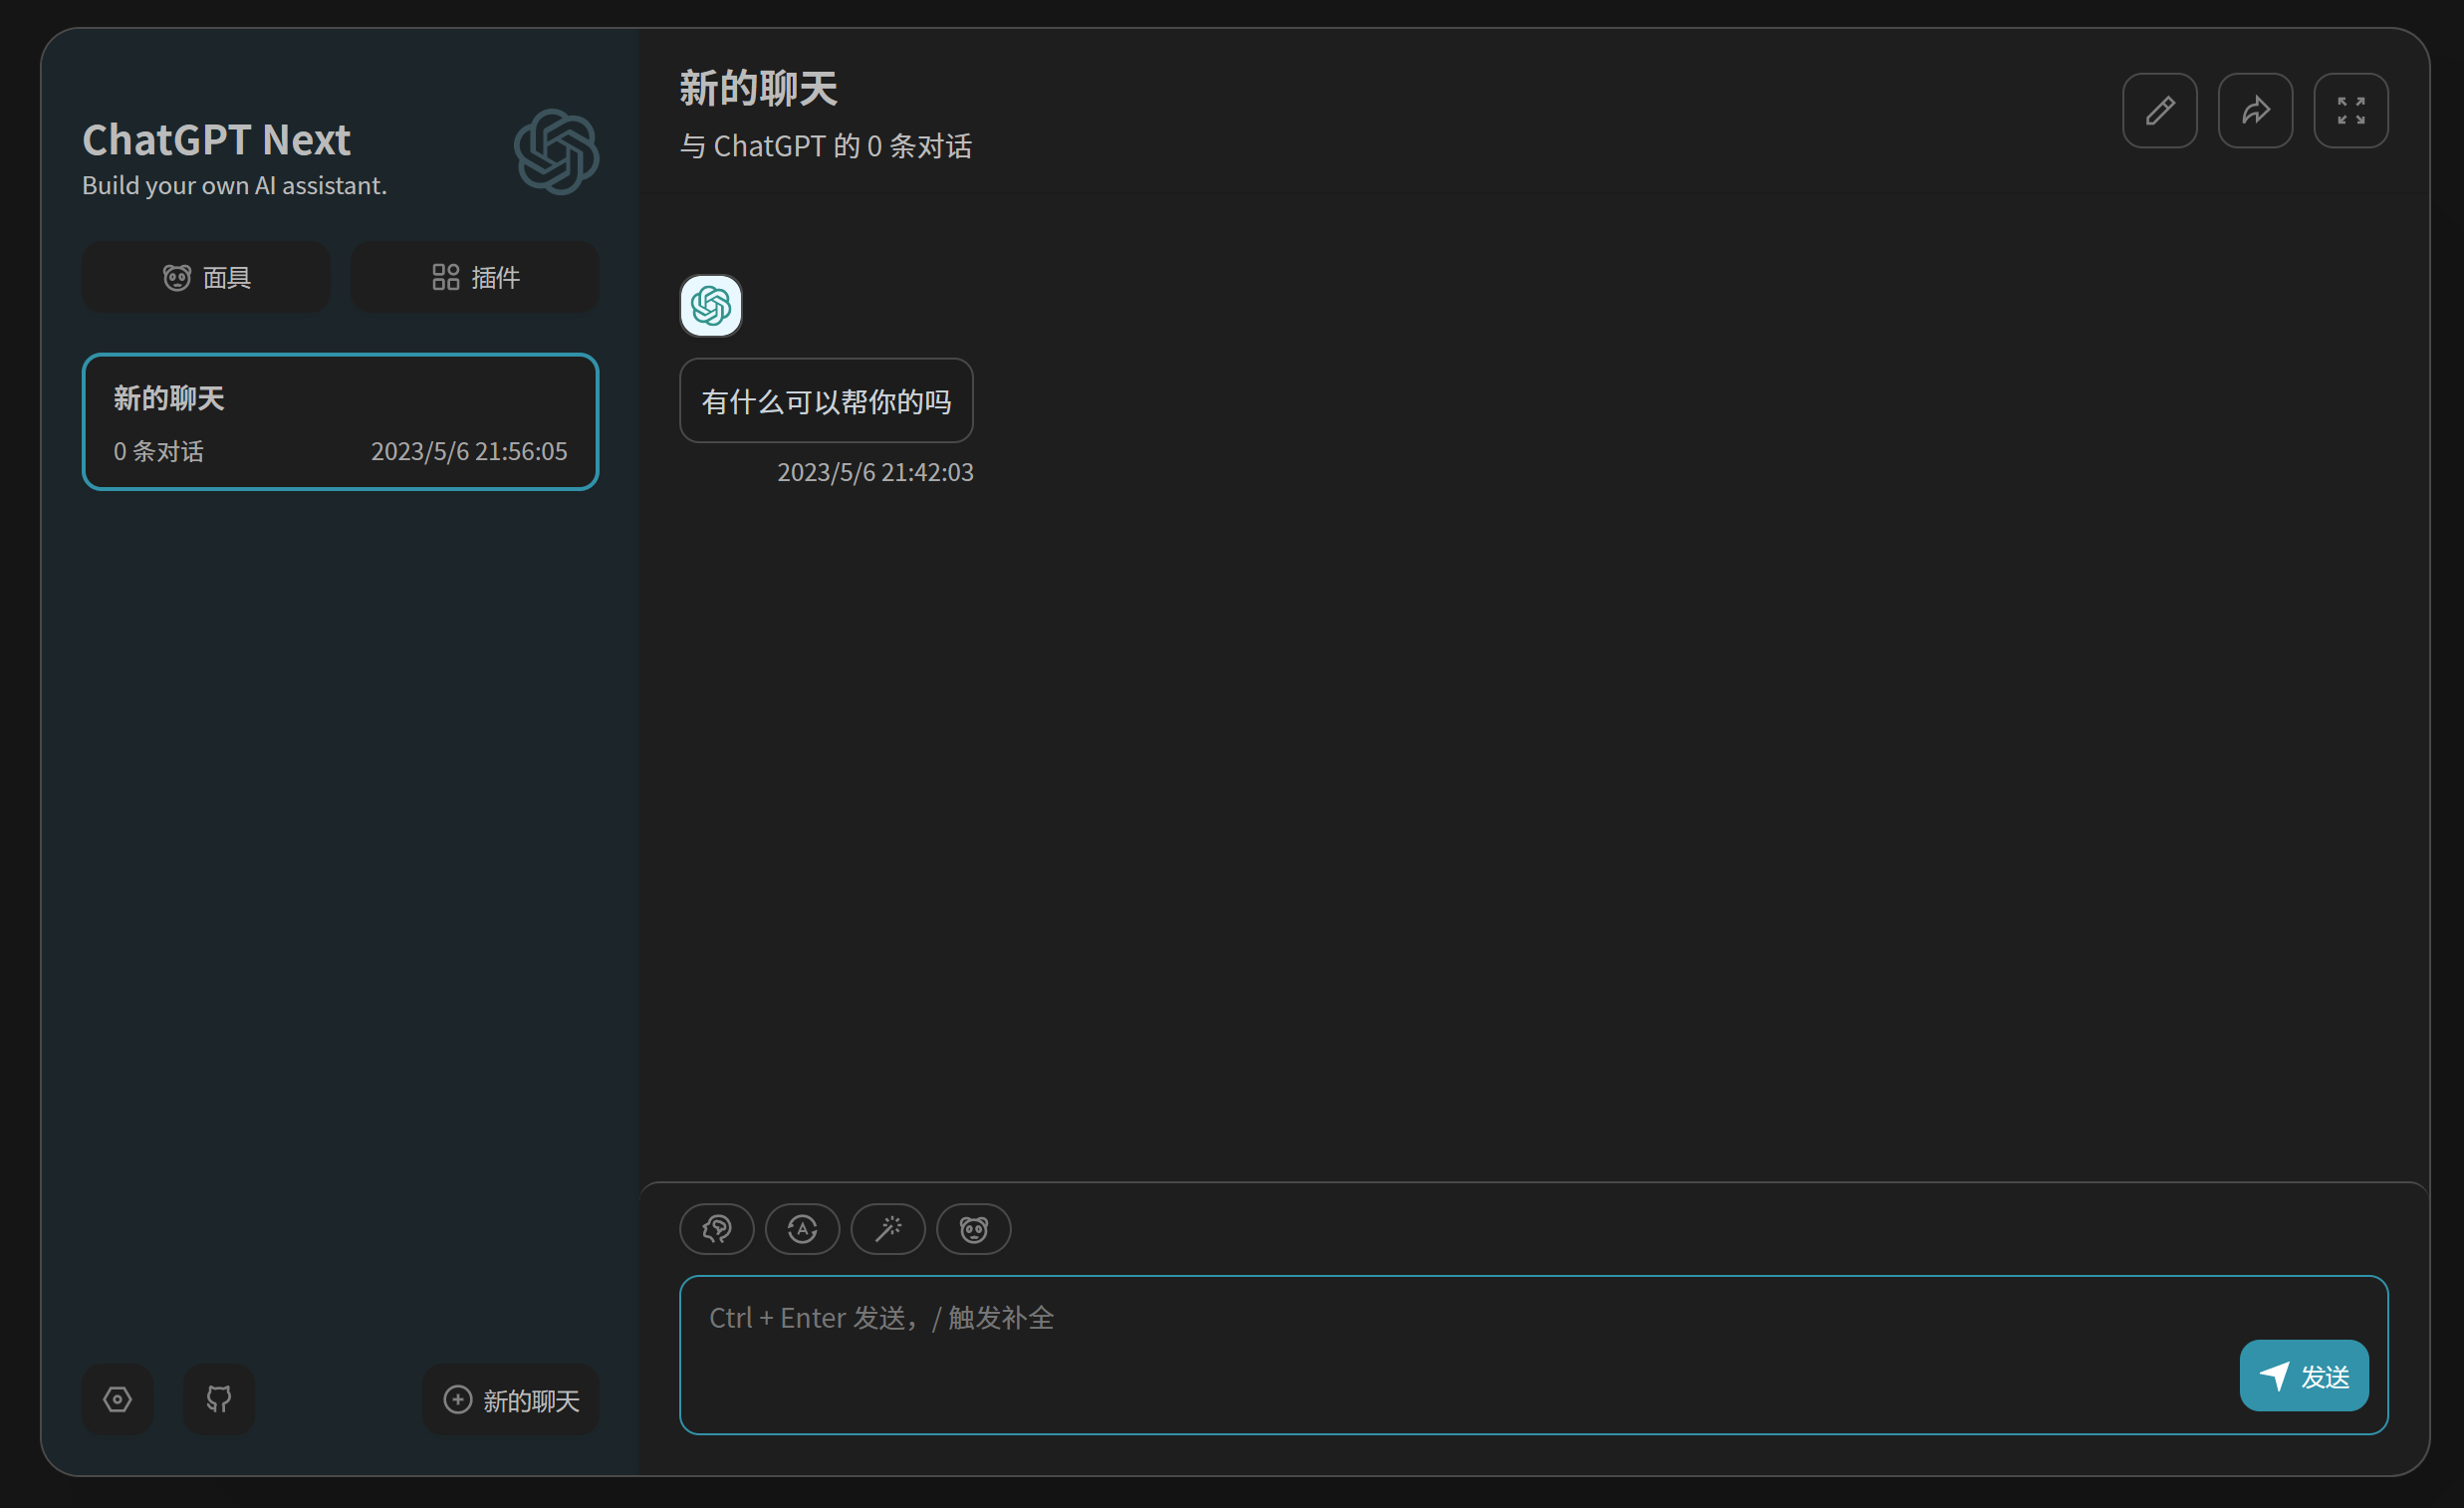 ChatGPT Next
Build your own AI assistant.
面具
插件
新的聊天
0 条对话
2023/5/6 21:56:05
新的聊天
新的聊天
与 ChatGPT 的 0 条对话
有什么可以帮你的吗
2023/5/6 21:42:03
Ctrl + Enter 发送，/ 触发补全
发送